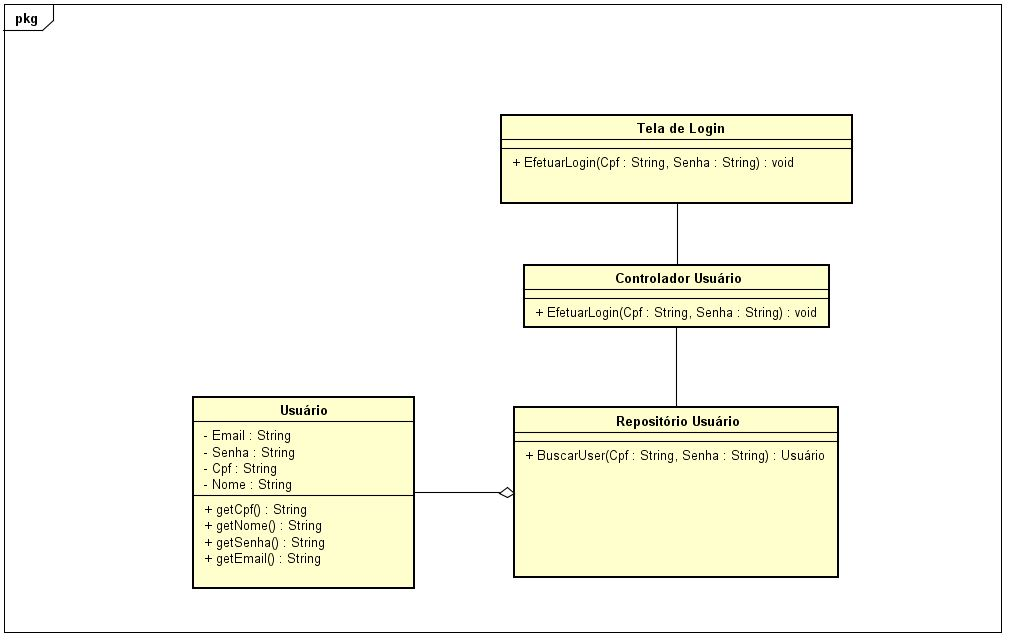 pkg
Tela de Login
+ EfetuarLogin(Cpf : String, Senha : String) : void
Controlador Usuário
+ EfetuarLogin(Cpf : String, Senha : String) : void
Usuário
- Email : String
- Senha : String
- Cpf : String
- Nome : String
+ getCpf() : String
+ getNome() : String
+ getSenha() : String
+ getEmail() : String
Repositório Usuário
+ BuscarUser(Cpf : String, Senha : String) : Usuário